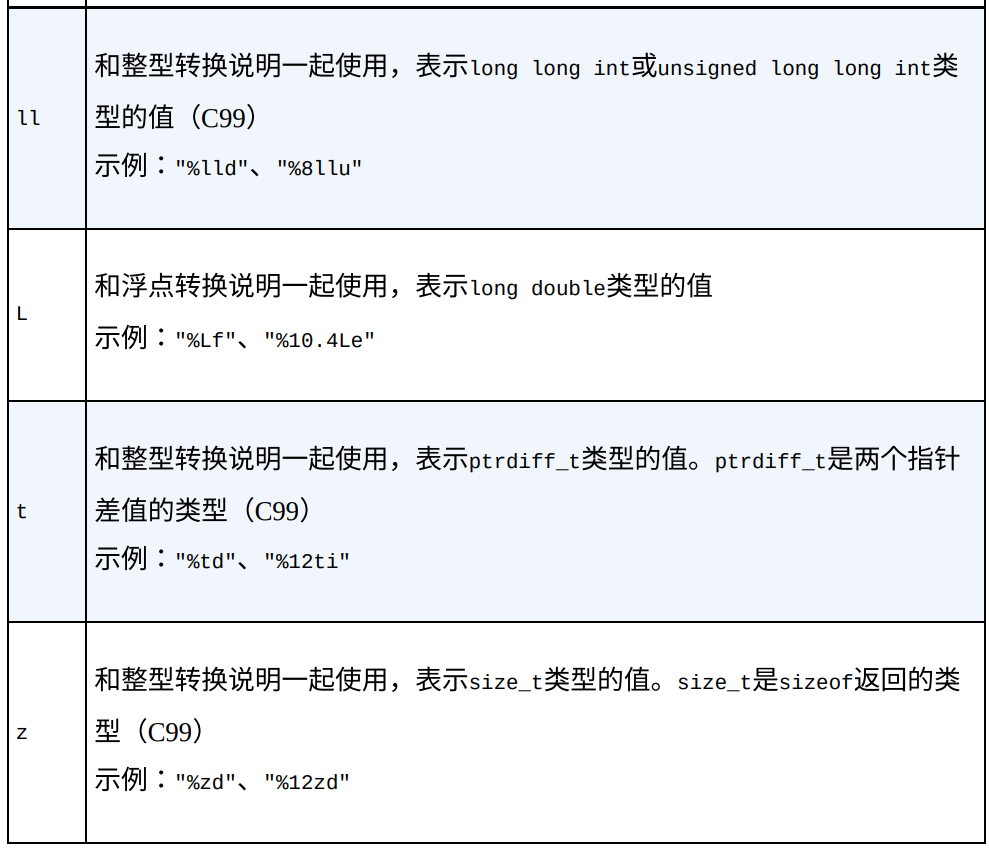 和整型转换说明一起使用，表示long long int或unsigned long long int类
ll
型的值（C99）
示例："%lld"、"%8llu"
和浮点转换说明一起使用，表示long double类型的值
L
示例："%Lf"、"%10.4Le"
和整型转换说明一起使用，表示ptrdiff_t类型的值。ptrdiff_t是两个指针
t
差值的类型（C99）
示例："%td"、"%12ti"
和整型转换说明一起使用，表示size_t类型的值。size_t是sizeof返回的类
z
型（C99）
示例："%zd"、"%12zd"